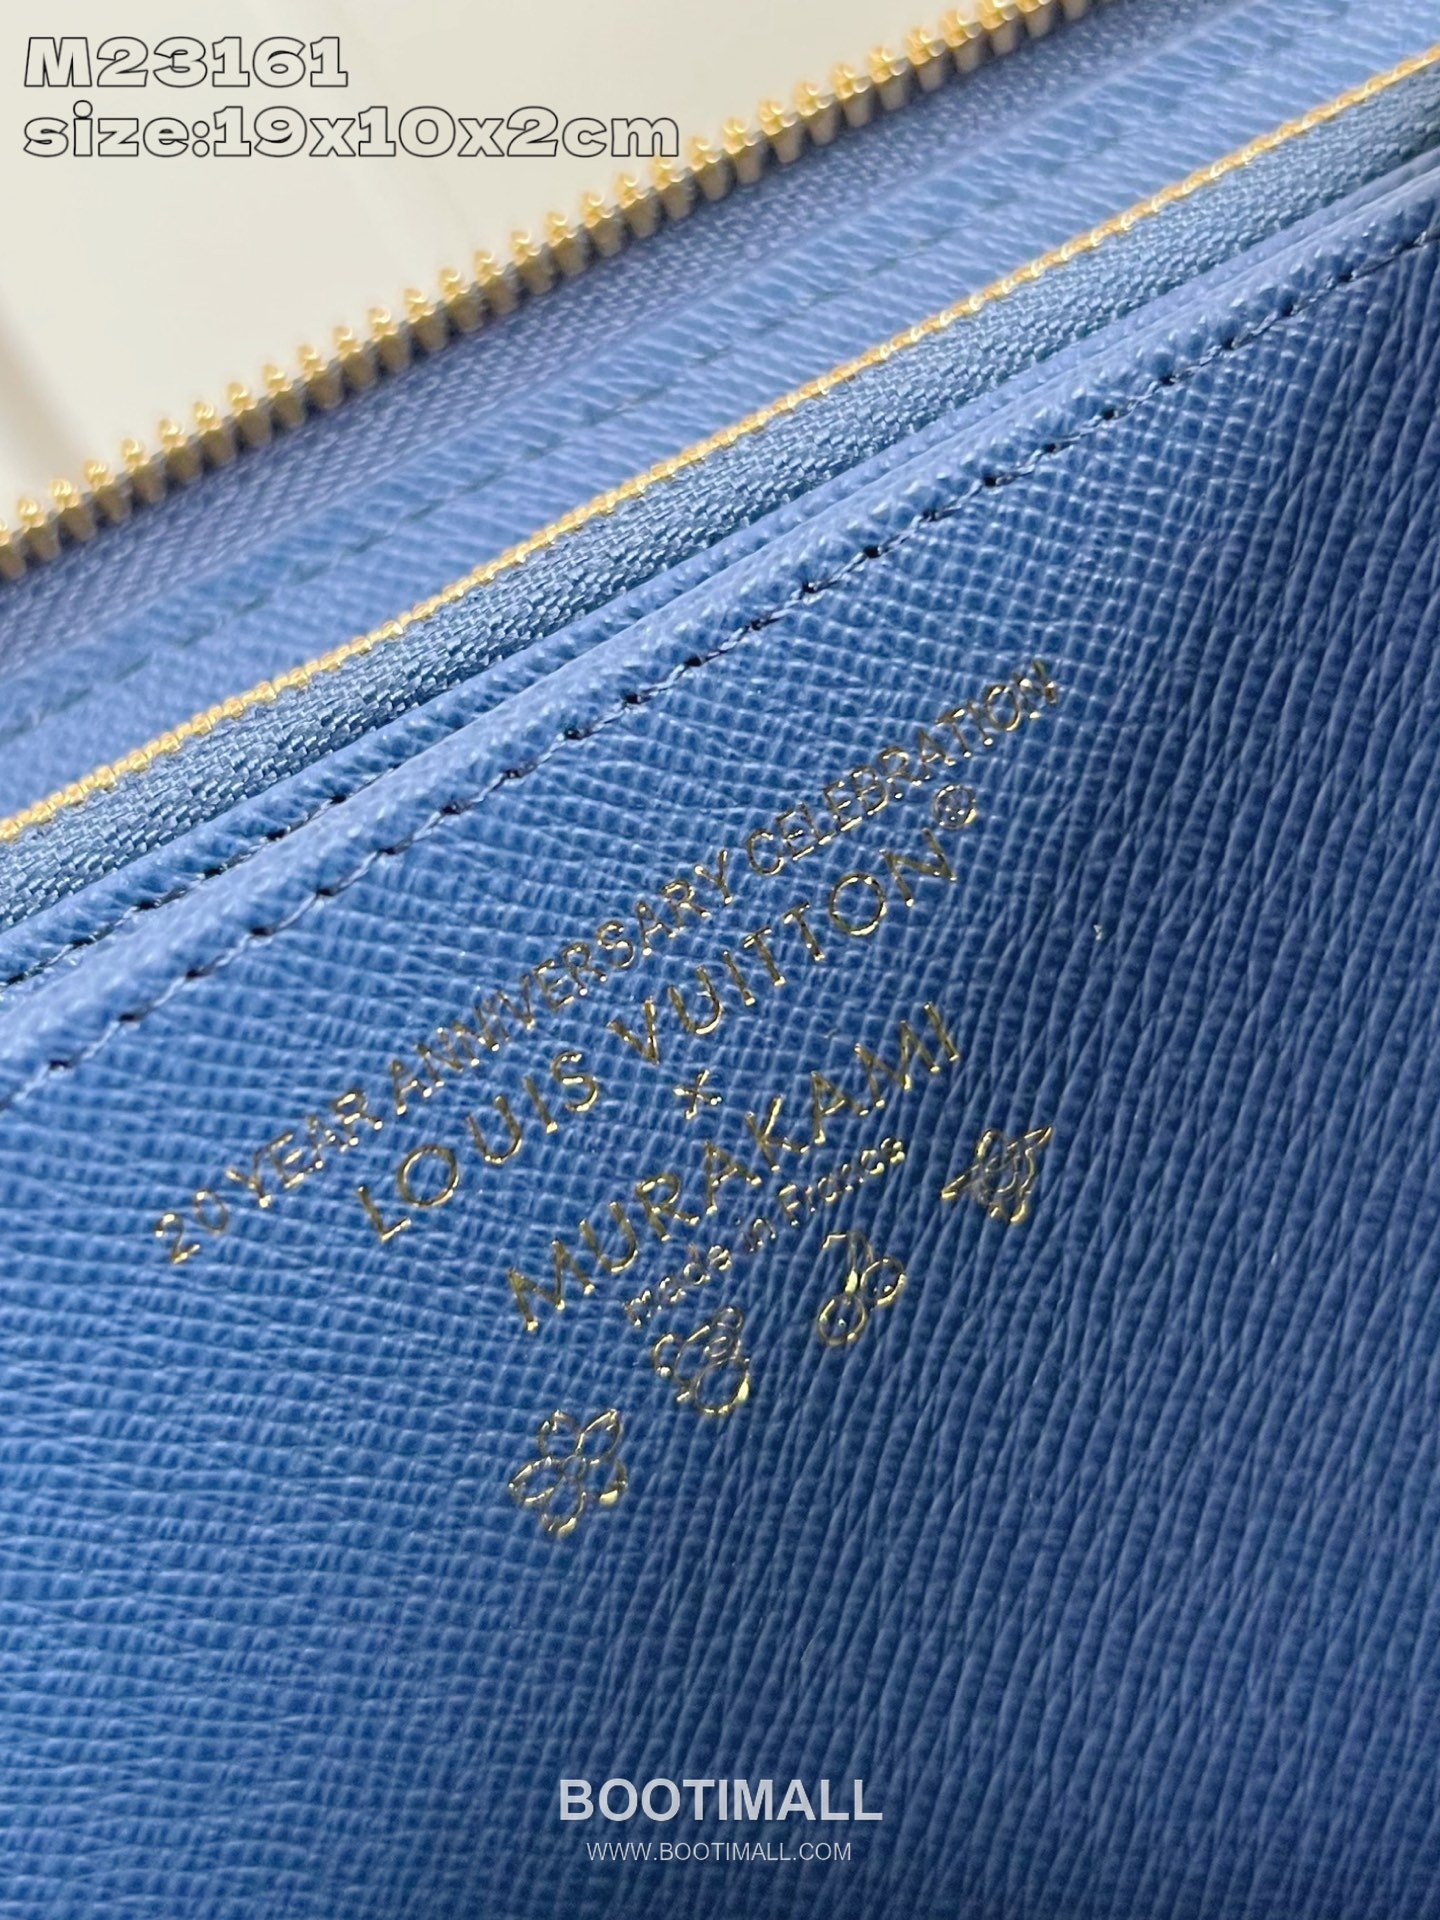 M23161
size:19x10x2cm
20 YEAR ANNIVERSARY CELEBRATION
LOUIS VUITTON®
x
MURAKAMI
made in France
BOOTIMALL
WWW.BOOTIMALL.COM